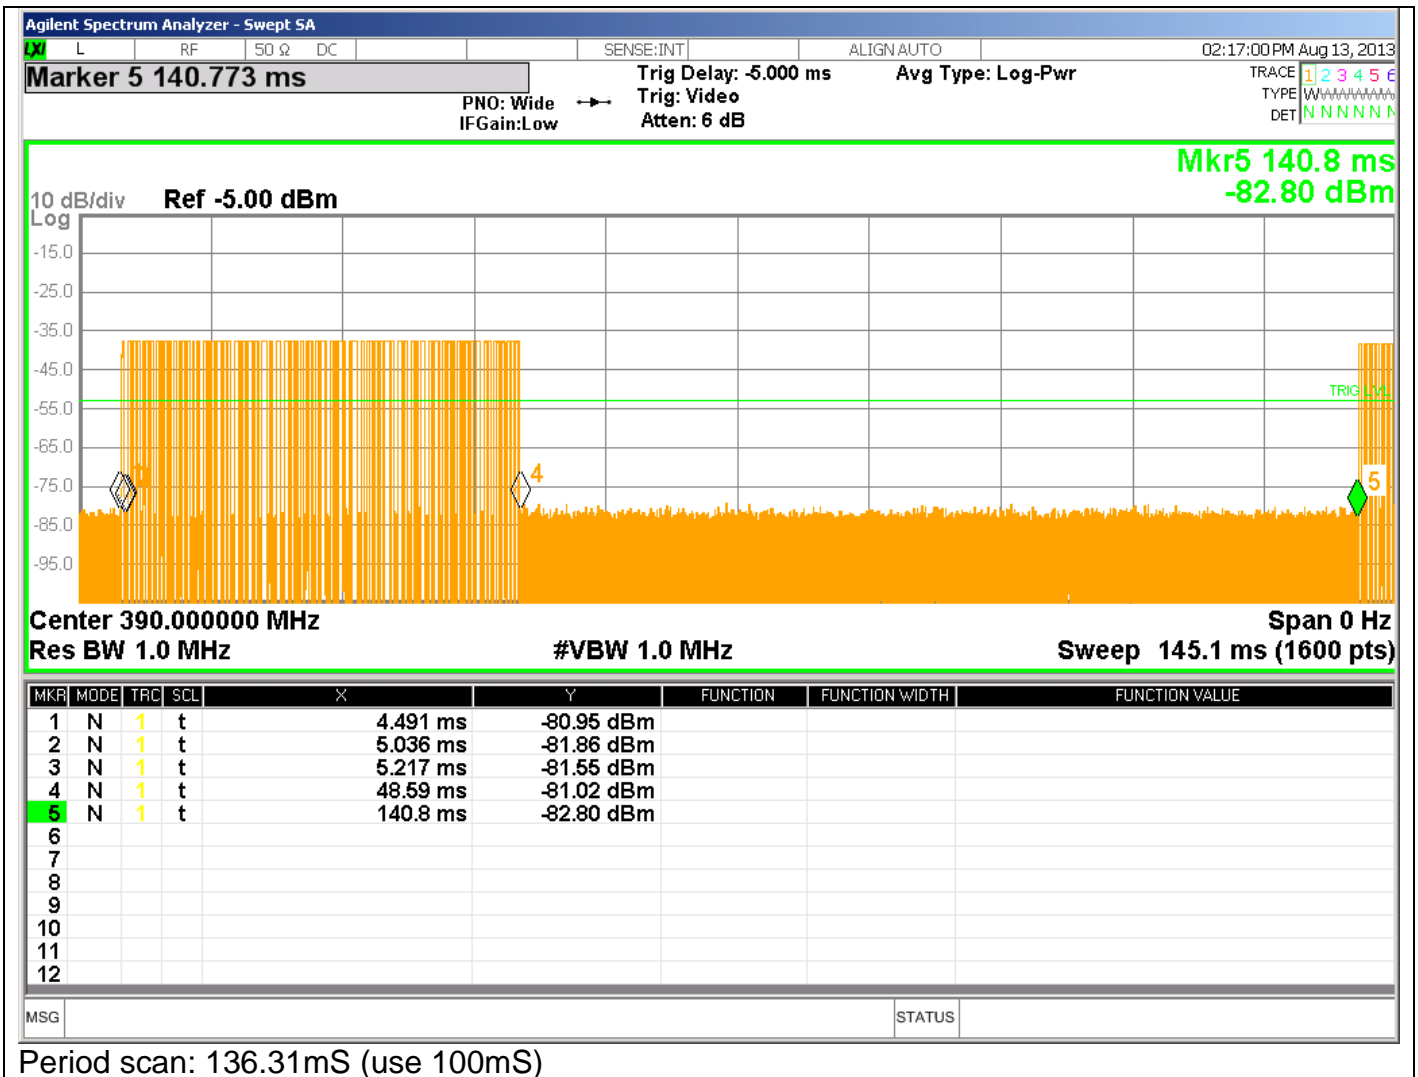 Agilent Spectrum Analyzer - Swept SA
LXI L RF 50 Ω DC SENSE:INT ALIGN AUTO 02:17:00 PM Aug 13, 2013
Marker 5 140.773 ms
PNO: Wide
IFGain:Low
Trig Delay: -5.000 ms
Trig: Video
Atten: 6 dB
Avg Type: Log-Pwr
TRACE 1 2 3 4 5 6
TYPE W
DET N N N N N N
Mkr5 140.8 ms
-82.80 dBm
10 dB/div Ref -5.00 dBm
Log
-15.0
-25.0
-35.0
-45.0
TRIG LVL
-55.0
-65.0
-75.0
4
5
-85.0
-95.0
Center 390.000000 MHz Span 0 Hz
Res BW 1.0 MHz #VBW 1.0 MHz Sweep 145.1 ms (1600 pts)
MKR MODE TRC SCL X Y FUNCTION FUNCTION WIDTH FUNCTION VALUE
1 N 1 t 4.491 ms -80.95 dBm
2 N 1 t 5.036 ms -81.86 dBm
3 N 1 t 5.217 ms -81.55 dBm
4 N 1 t 48.59 ms -81.02 dBm
5 N 1 t 140.8 ms -82.80 dBm
6
7
8
9
10
11
12
MSG STATUS
Period scan: 136.31mS (use 100mS)